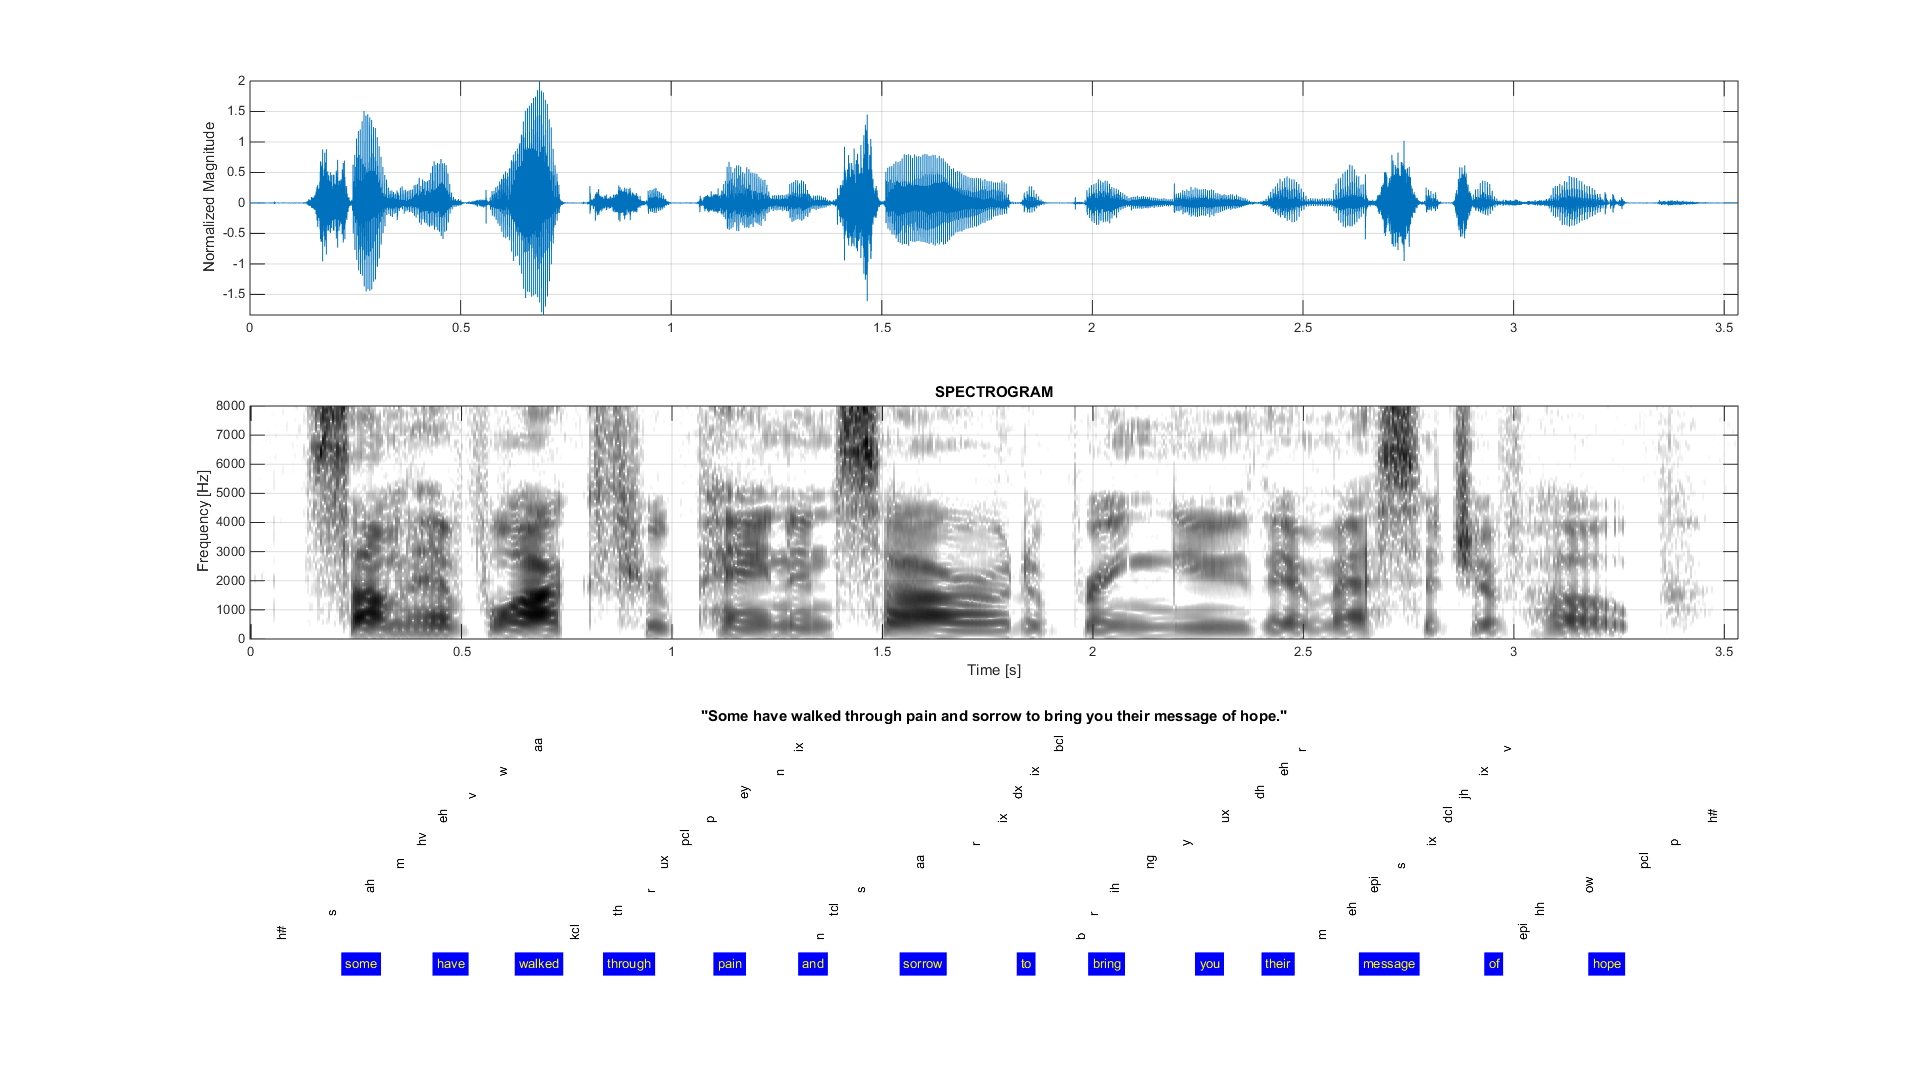 2
1.5
1
0.5
0
-0.5
-1
-1.5
Normalized Magnitude
0 0.5 1 1.5 2 2.5 3 3.5
SPECTROGRAM
8000
7000
6000
5000
4000
3000
2000
1000
0
Frequency [Hz]
0 0.5 1 1.5 2 2.5 3 3.5
Time [s]
"Some have walked through pain and sorrow to bring you their message of hope."
h# s ah m hv eh v w aa kcl th r ux pcl p ey n ix n tcl s aa r ix dx ix bcl b r ih ng y ux dh eh r m eh epi s ix dcl jh ix v epi hh ow pcl p h#
some have walked through pain and sorrow to bring you their message of hope